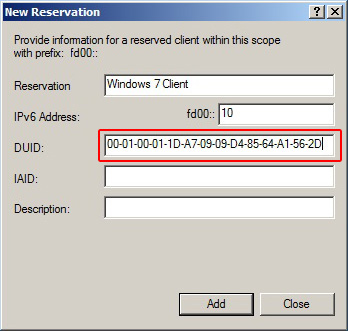 New Reservation
Provide information for a reserved client within this scope
with prefix: fd00::
Reservation Windows 7 Client
IPv6 Address: fd00:: 10
DUID: 00-01-00-01-1D-A7-09-09-D4-85-64-A1-56-2D
IAID:
Description:
Add Close